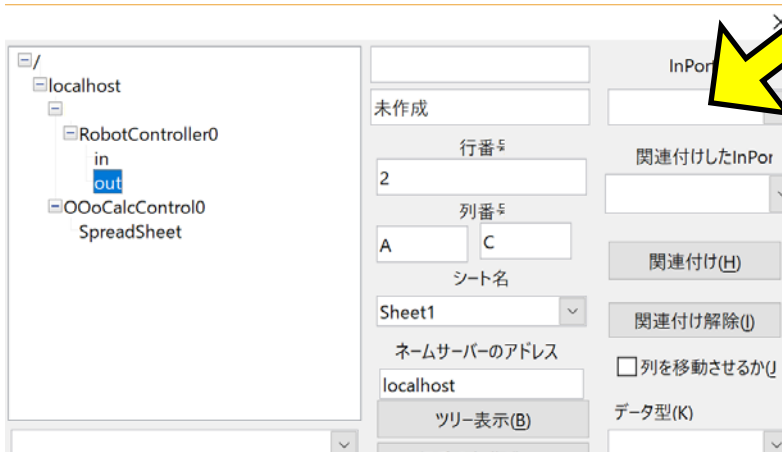 /
localhost
RobotController0
in
out
OOoCalcControl0
SpreadSheet
未作成
行番号
2
列番号
A
C
シート名
Sheet1
ネームサーバーのアドレス
localhost
ツリー表示(B)
InPor
関連付けしたInPor
関連付け(H)
関連付け解除(I)
列を移動させるか(J
データ型(K)